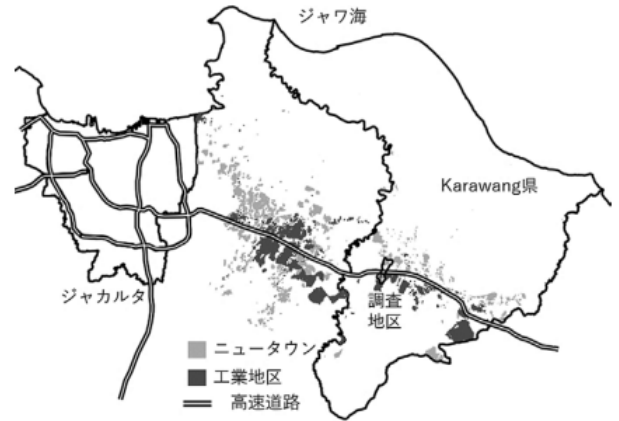 ジャワ海
Karawang県
ジャカルタ
調査
地区
ニュータウン
工業地区
高速道路